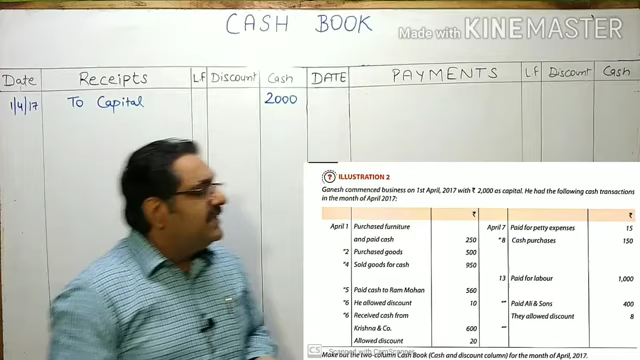 CASH BOOK
Made with KINEMASTER
Date Receipts L.F Discount Cash DATE PAYMENTS L.F Discount Cash
1/4/17 To Capital 2000
ILLUSTRATION 2
Ganesh commenced business on 1st April, 2017 with ₹ 2,000 as capital. He had the following cash transactions
in the month of April 2017:
₹ ₹
April 1 Purchased furniture April 7 Paid for petty expenses 15
and paid cash 250 "8 Cash purchases 150
"2 Purchased goods 500
"4 Sold goods for cash 950 13 Paid for labour 1,000
"5 Paid cash to Ram Mohan 560 Paid Ali & Sons 400
"6 He allowed discount 10 They allowed discount 8
"6 Received cash from
Krishna & Co. 600
Allowed discount 20
CS Scanned with CamScanner
Make out the two-column Cash Book (Cash and discount column) for the month of April, 2017.